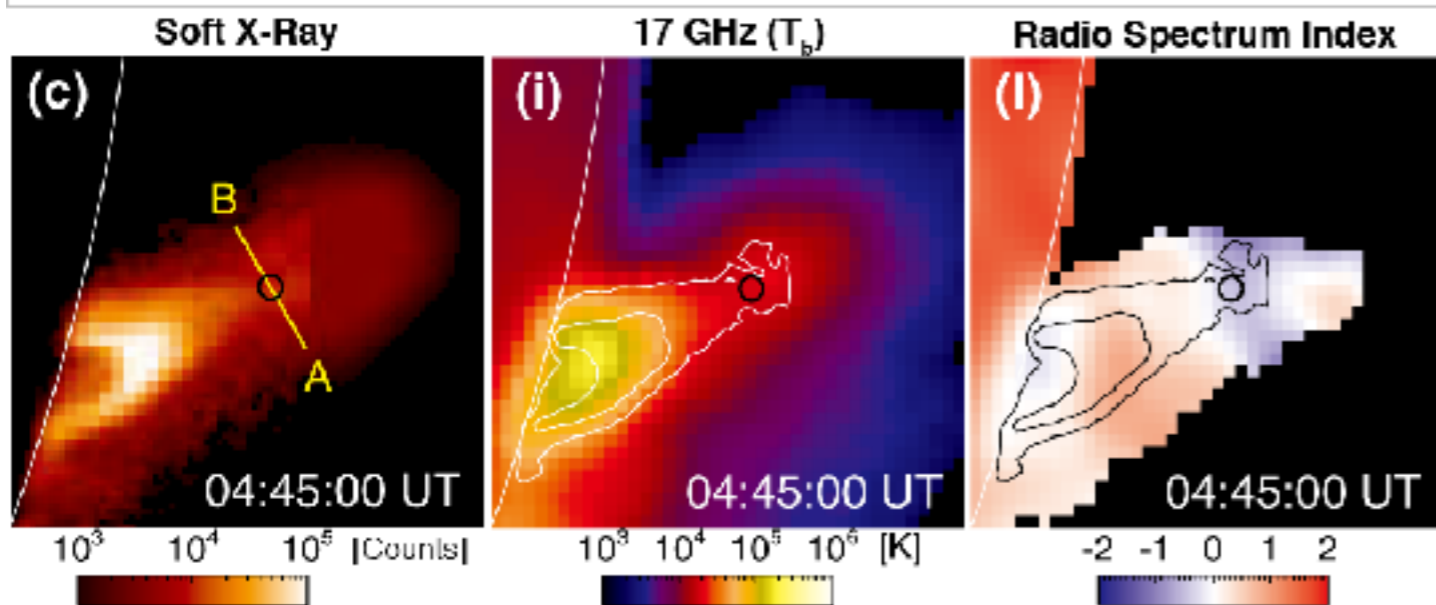 Soft X-Ray
17 GHz (T_b)
Radio Spectrum Index
(c)
(i)
(l)
B
A
04:45:00 UT
04:45:00 UT
04:45:00 UT
10³ 10⁴ 10⁵ [Counts]
10³ 10⁴ 10⁵ 10⁶ [K]
-2 -1 0 1 2